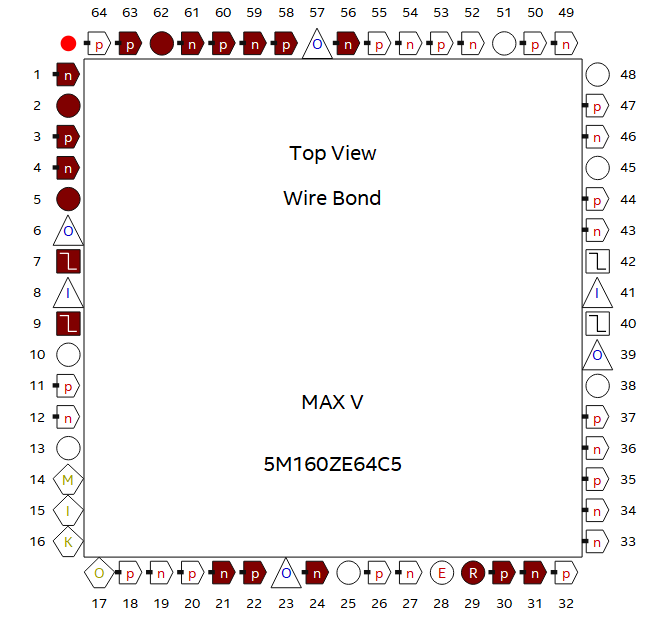 64 63 62 61 60 59 58 57 56 55 54 53 52 51 50 49
p p n p n p O n p n p n p n
1 n 48
2 p 47
3 p n 46
4 n 45
5 p 44
6 O n 43
7 42
8 I I 41
9 40
10 O 39
11 p 38
12 n p 37
13 n 36
14 M p 35
15 I n 34
16 K n 33
O p n p n p O n p n E R p n p
17 18 19 20 21 22 23 24 25 26 27 28 29 30 31 32
Top View
Wire Bond
MAX V
5M160ZE64C5